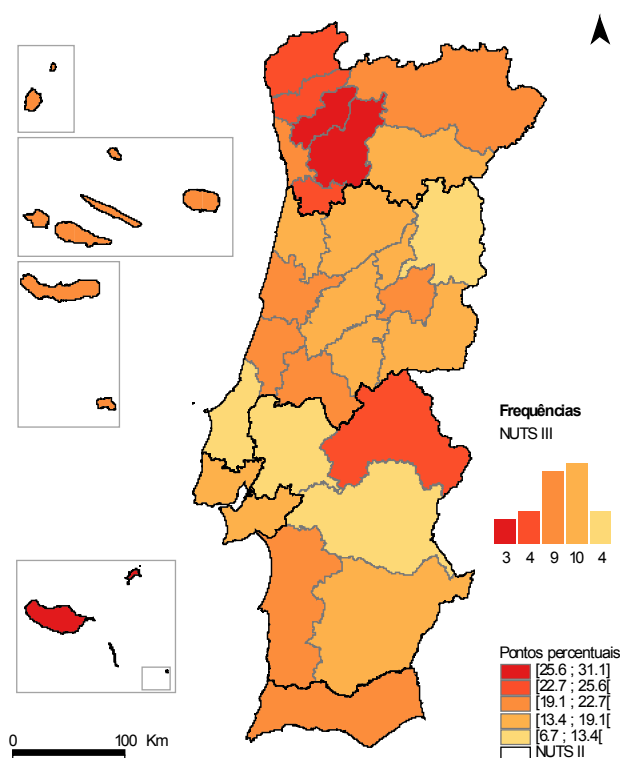 Frequências
NUTS III
3 4 9 10 4
Pontos percentuais
[25.6 ; 31.1]
[22.7 ; 25.6[
[19.1 ; 22.7[
[13.4 ; 19.1[
[6.7 ; 13.4[
NUTS II
0 100 Km